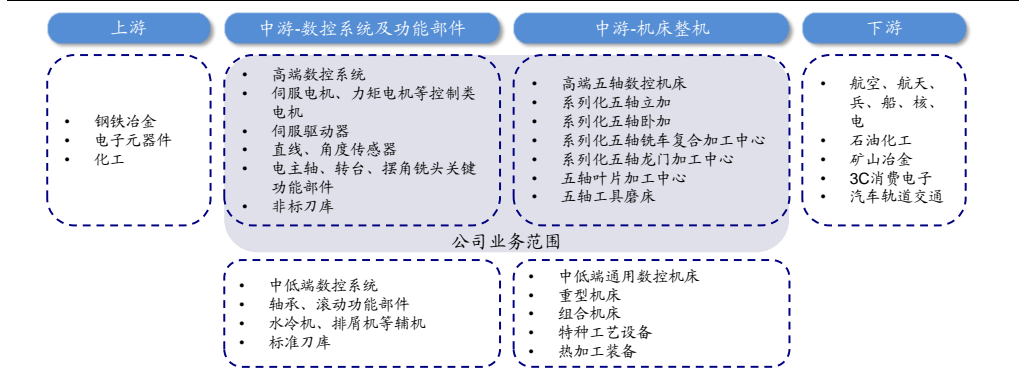 上游
中游-数控系统及功能部件
中游-机床整机
下游
• 钢铁冶金
• 电子元器件
• 化工
• 高端数控系统
• 伺服电机、力矩电机等控制类
电机
• 伺服驱动器
• 直线、角度传感器
• 电主轴、转台、摆角铣头关键
功能部件
• 非标刀库
• 高端五轴数控机床
• 系列化五轴立加
• 系列化五轴卧加
• 系列化五轴铣车复合加工中心
• 系列化五轴龙门加工中心
• 五轴叶片加工中心
• 五轴工具磨床
• 航空、航天、
兵、船、核、
电
• 石油化工
• 矿山冶金
• 3C消费电子
• 汽车轨道交通
公司业务范围
• 中低端数控系统
• 轴承、滚动功能部件
• 水冷机、排屑机等辅机
• 标准刀库
• 中低端通用数控机床
• 重型机床
• 组合机床
• 特种工艺设备
• 热加工装备